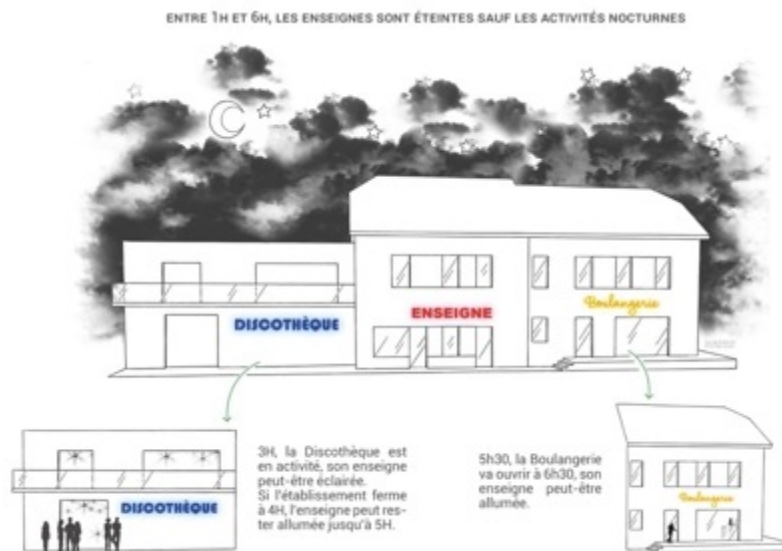 ENTRE 1H ET 6H, LES ENSEIGNES SONT ÉTEINTES SAUF LES ACTIVITÉS NOCTURNES
DISCOTHÈQUE
ENSEIGNE
Boulangerie
3H, la Discothèque est
en activité, son enseigne
peut-être éclairée.
Si l'établissement ferme
à 4H, l'enseigne peut res-
ter allumée jusqu'à 5H.
DISCOTHÈQUE
5h30, la Boulangerie
va ouvrir à 6h30, son
enseigne peut-être
allumée.
Boulangerie